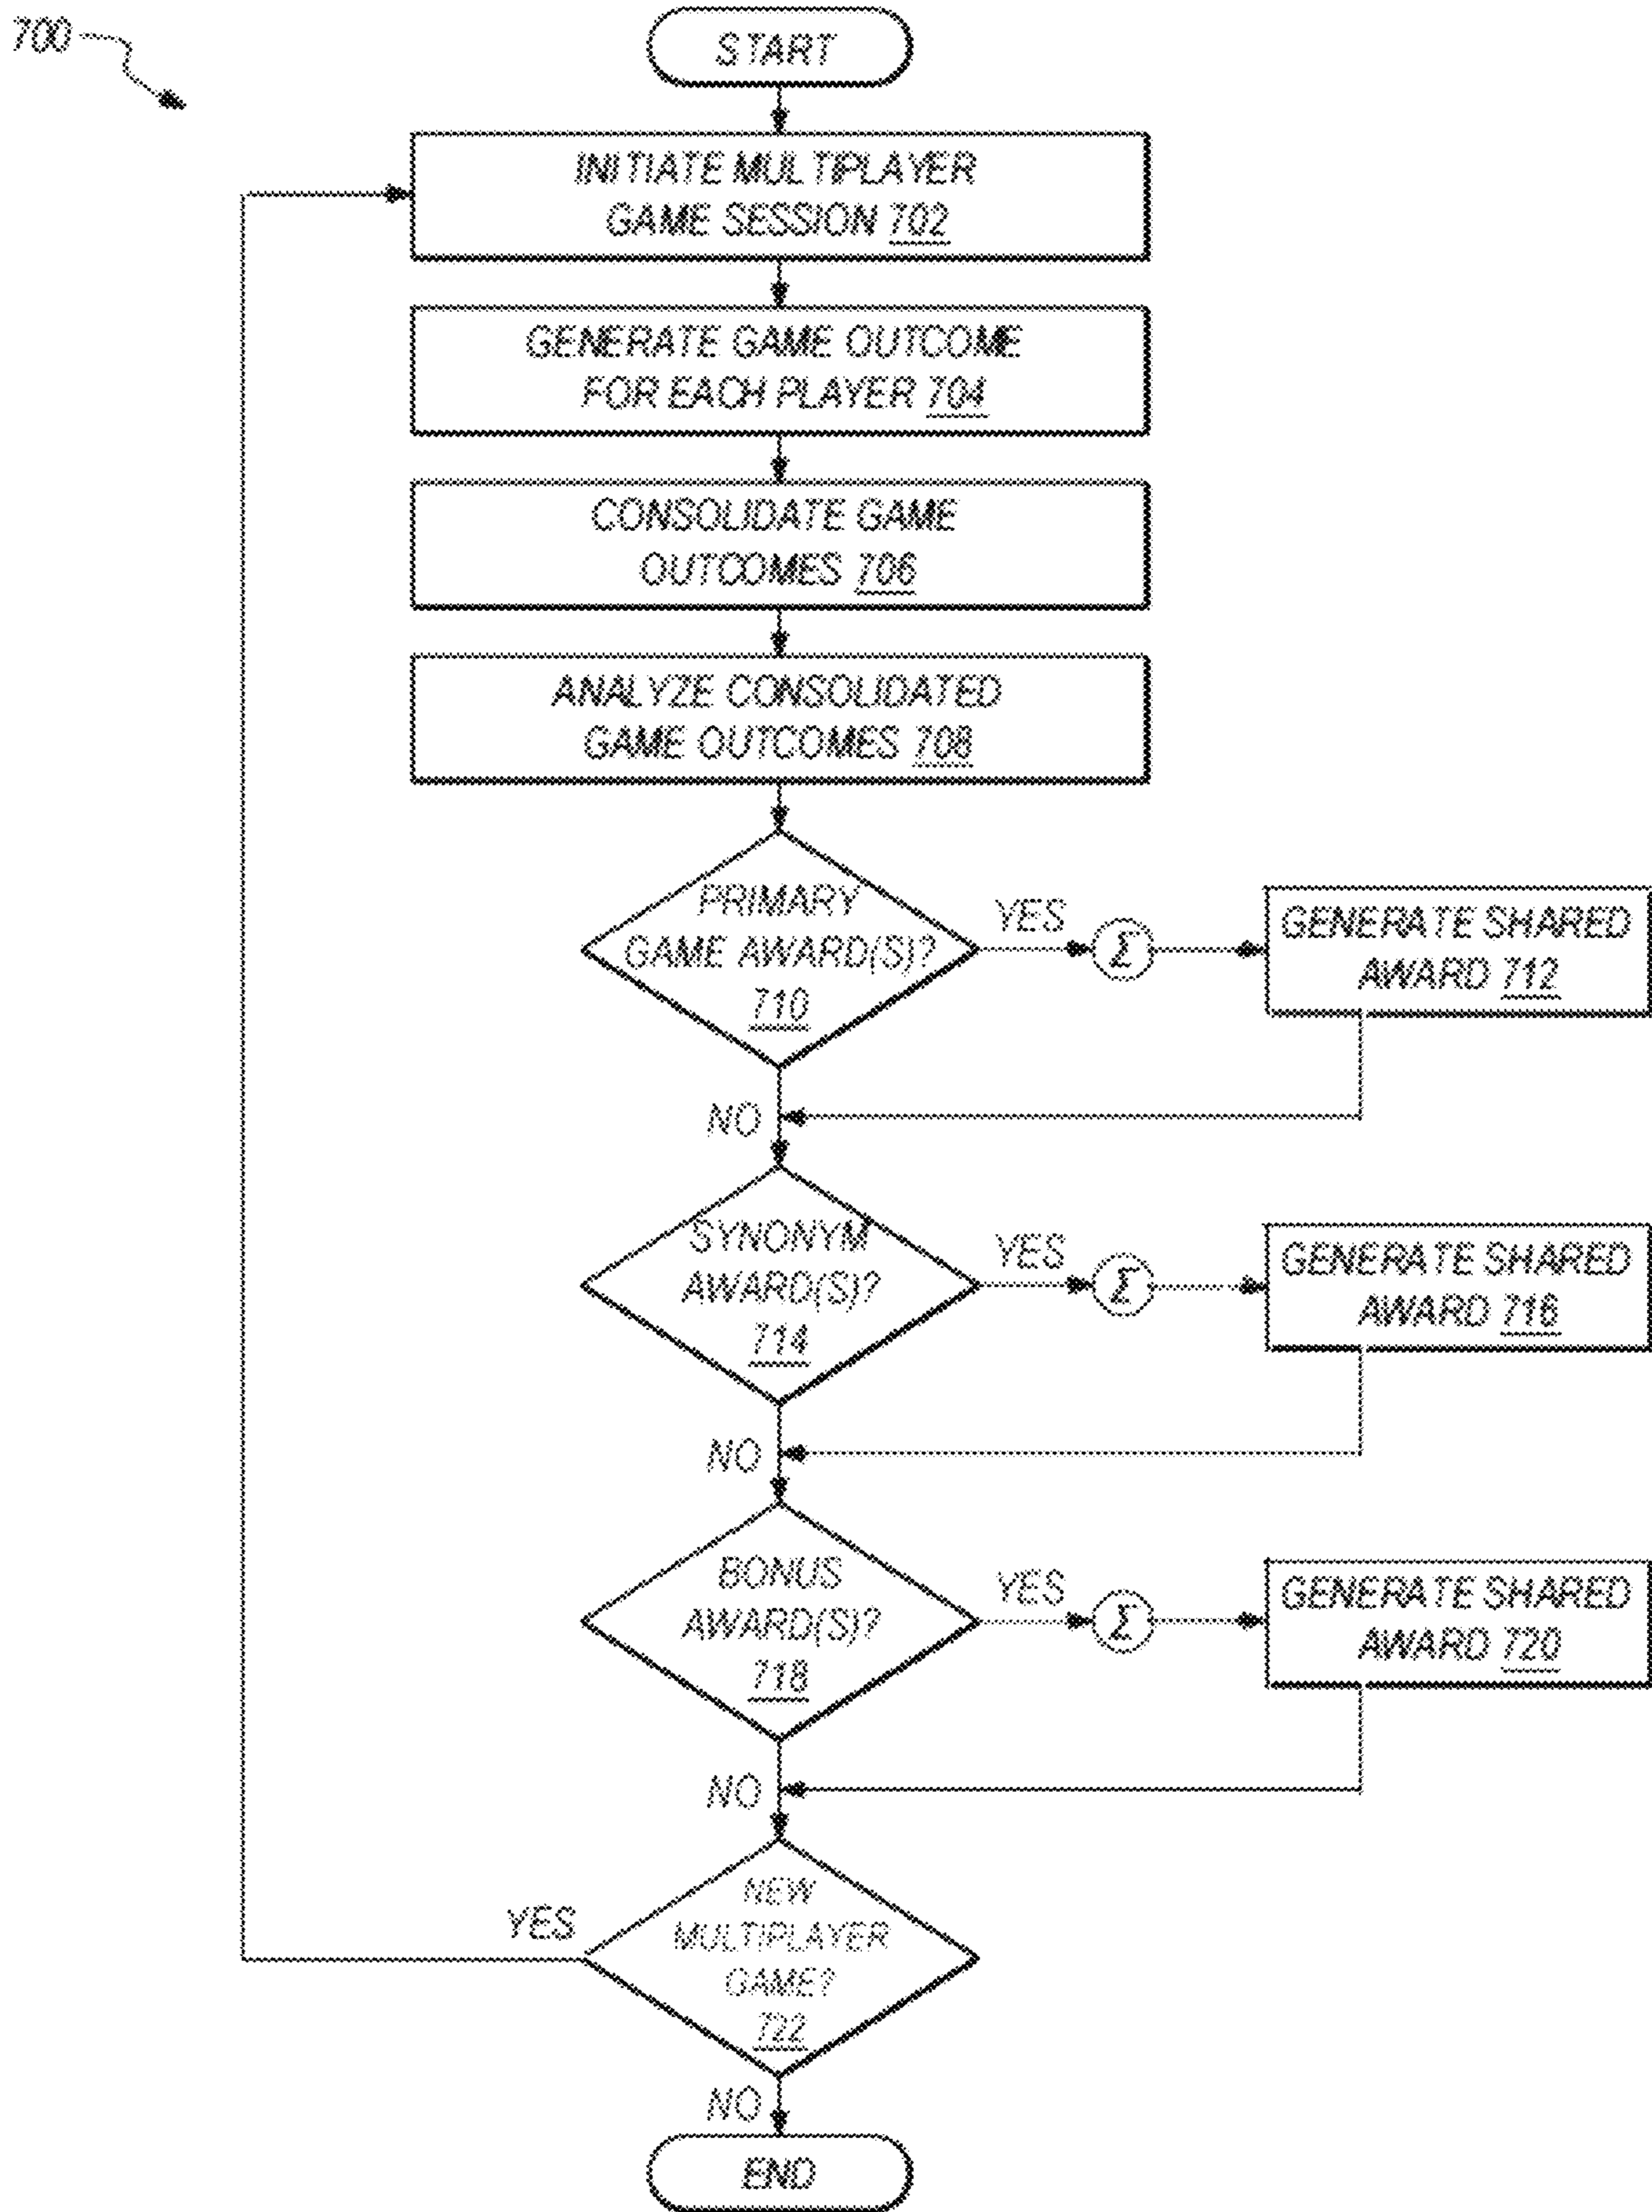 700
START
INITIATE MULTIPLAYER
GAME SESSION 702
GENERATE GAME OUTCOME
FOR EACH PLAYER 704
CONSOLIDATE GAME
OUTCOMES 706
ANALYZE CONSOLIDATED
GAME OUTCOMES 708
PRIMARY
GAME AWARD(S)?
710
YES
Σ
GENERATE SHARED
AWARD 712
NO
SYNONYM
AWARD(S)?
714
YES
Σ
GENERATE SHARED
AWARD 716
NO
BONUS
AWARD(S)?
718
YES
Σ
GENERATE SHARED
AWARD 720
NO
NEW
MULTIPLAYER
GAME?
722
YES
NO
END